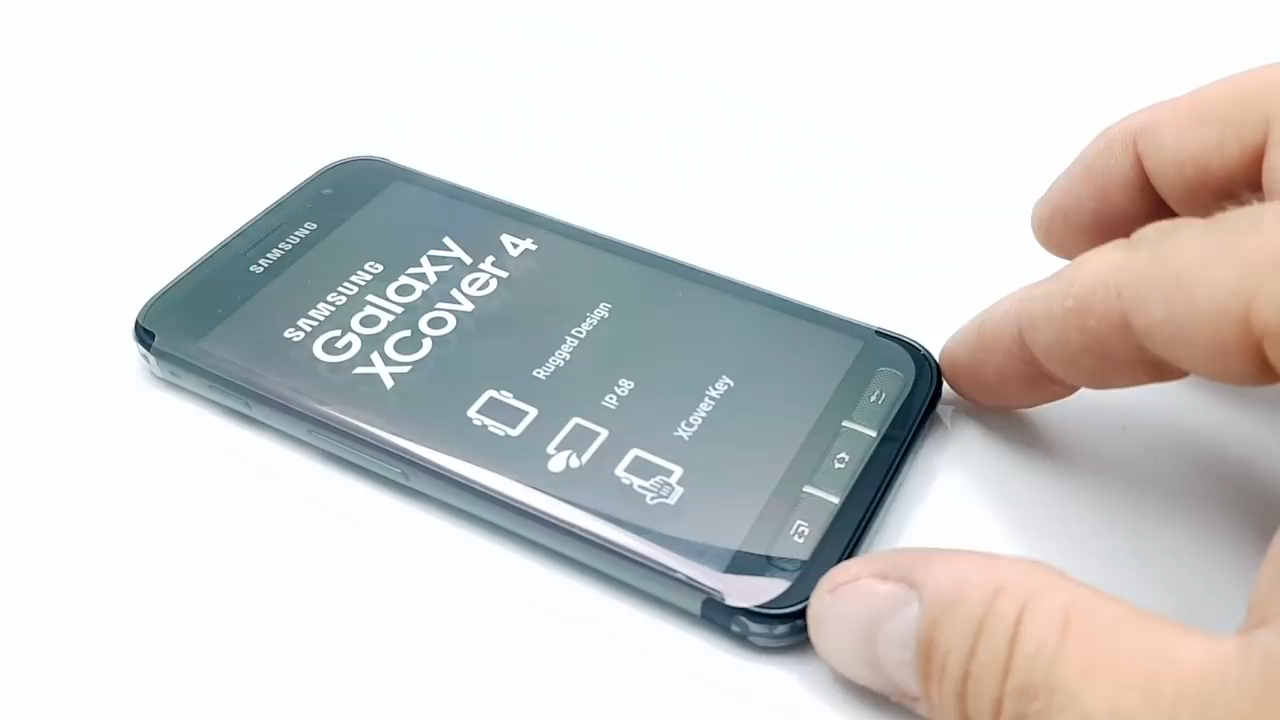 SAMSUNG
SAMSUNG
Galaxy
XCover 4
Rugged Design
IP 68
XCover Key